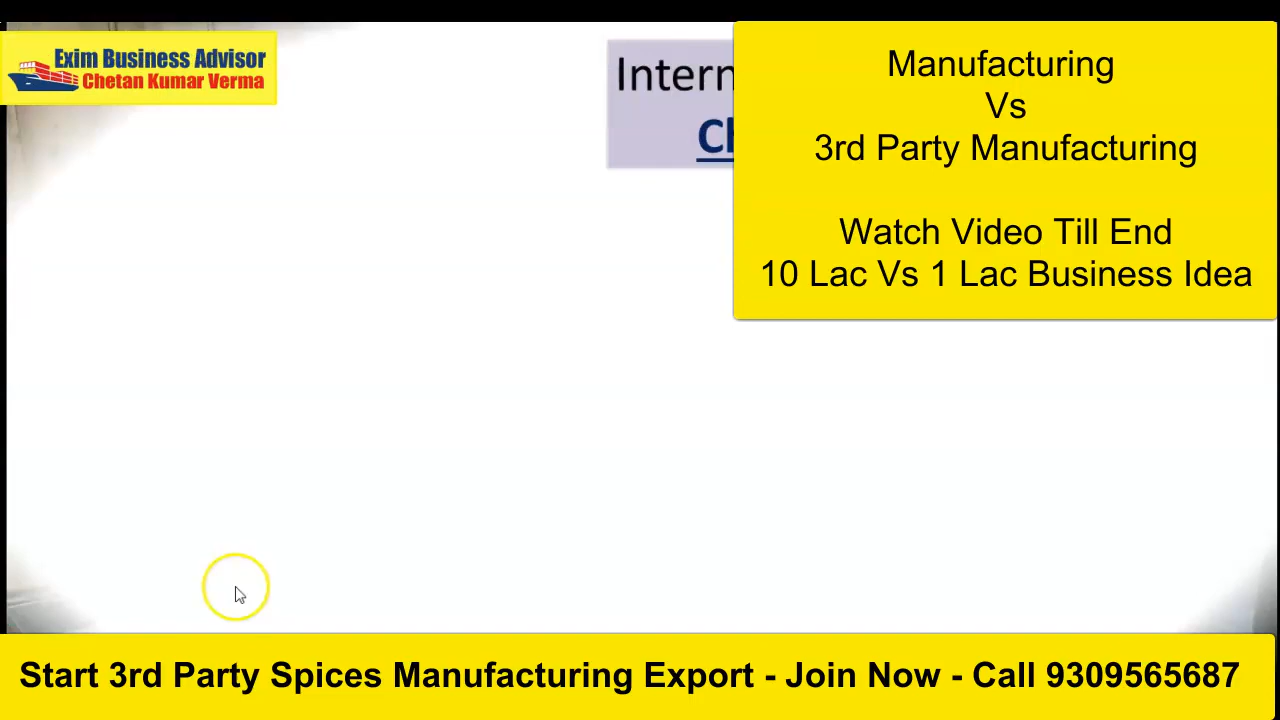 Exim Business Advisor
Chetan Kumar Verma
Manufacturing
Vs
3rd Party Manufacturing
Watch Video Till End
10 Lac Vs 1 Lac Business Idea
Start 3rd Party Spices Manufacturing Export - Join Now - Call 9309565687